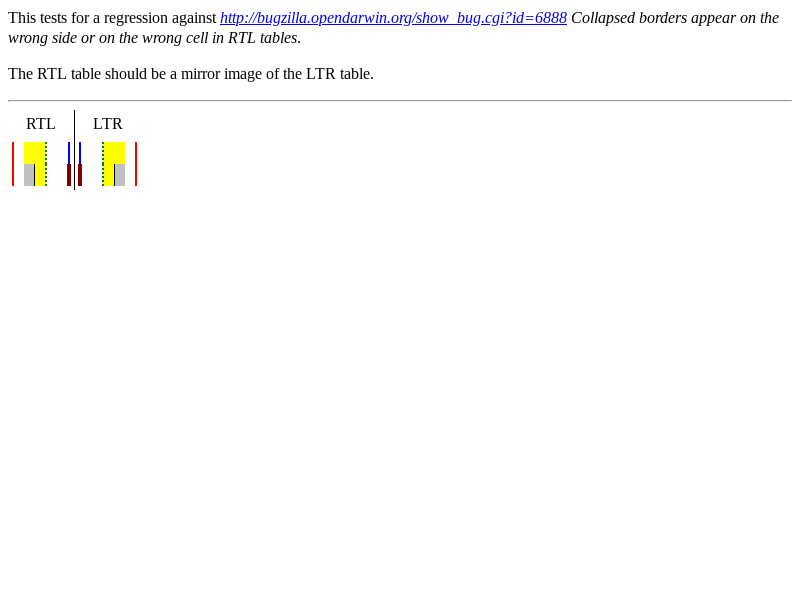 This tests for a regression against http://bugzilla.opendarwin.org/show_bug.cgi?id=6888 Collapsed borders appear on the
wrong side or on the wrong cell in RTL tables.
The RTL table should be a mirror image of the LTR table.
RTL LTR